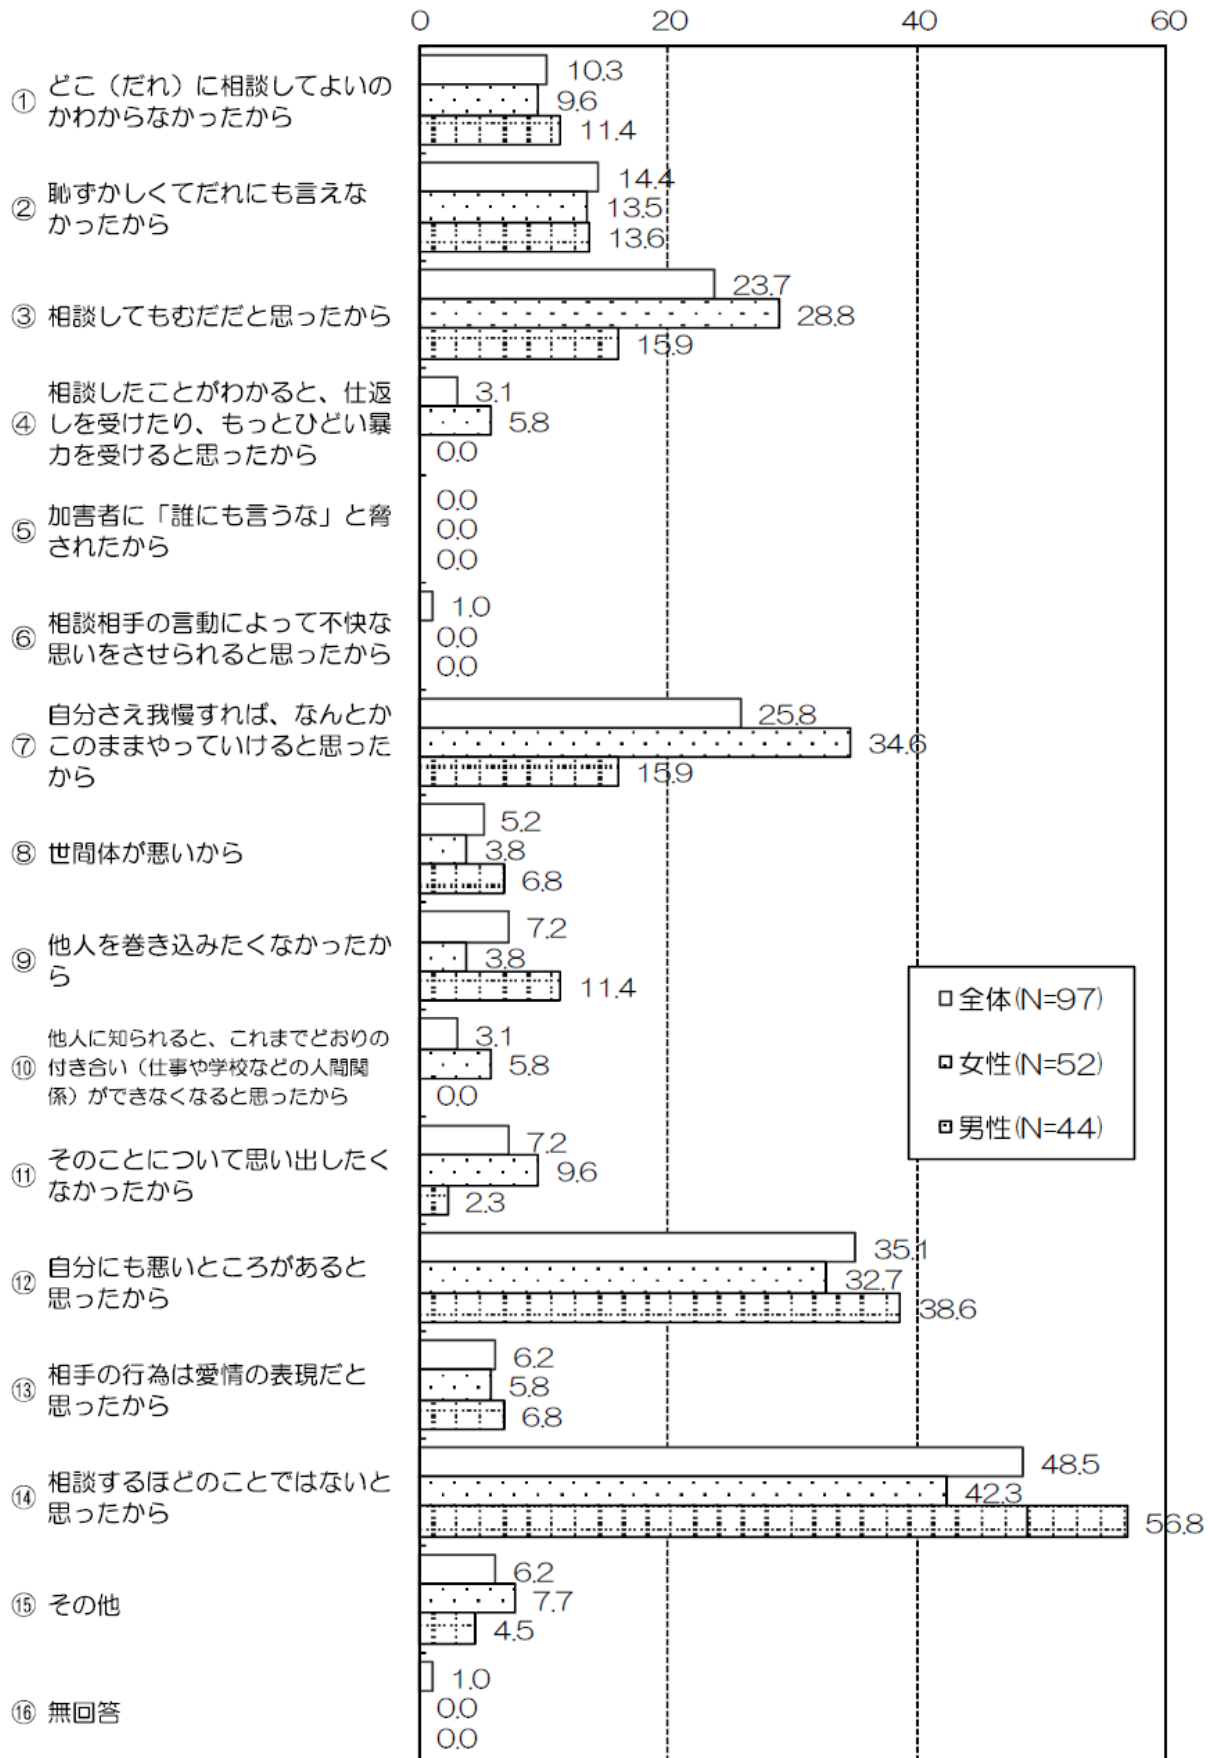 0 20 40 60
① どこ（だれ）に相談してよいの
かわからなかったから
10.3
9.6
11.4
② 恥ずかしくてだれにも言えな
かったから
14.4
13.5
13.6
③ 相談してもむだだと思ったから
23.7
28.8
15.9
④ 相談したことがわかると、仕返
しを受けたり、もっとひどい暴
力を受けると思ったから
3.1
5.8
0.0
⑤ 加害者に「誰にも言うな」と脅
されたから
0.0
0.0
0.0
⑥ 相談相手の言動によって不快な
思いをさせられると思ったから
1.0
0.0
0.0
⑦ 自分さえ我慢すれば、なんとか
このままやっていけると思った
から
25.8
34.6
15.9
⑧ 世間体が悪いから
5.2
3.8
6.8
⑨ 他人を巻き込みたくなかったか
ら
7.2
3.8
11.4
⑩ 他人に知られると、これまでどおりの
付き合い（仕事や学校などの人間関
係）ができなくなると思ったから
3.1
5.8
0.0
⑪ そのことについて思い出したく
なかったから
7.2
9.6
2.3
⑫ 自分にも悪いところがあると
思ったから
35.1
32.7
38.6
⑬ 相手の行為は愛情の表現だと
思ったから
6.2
5.8
6.8
⑭ 相談するほどのことではないと
思ったから
48.5
42.3
56.8
⑮ その他
6.2
7.7
4.5
⑯ 無回答
1.0
0.0
0.0
全体(N=97)
女性(N=52)
男性(N=44)